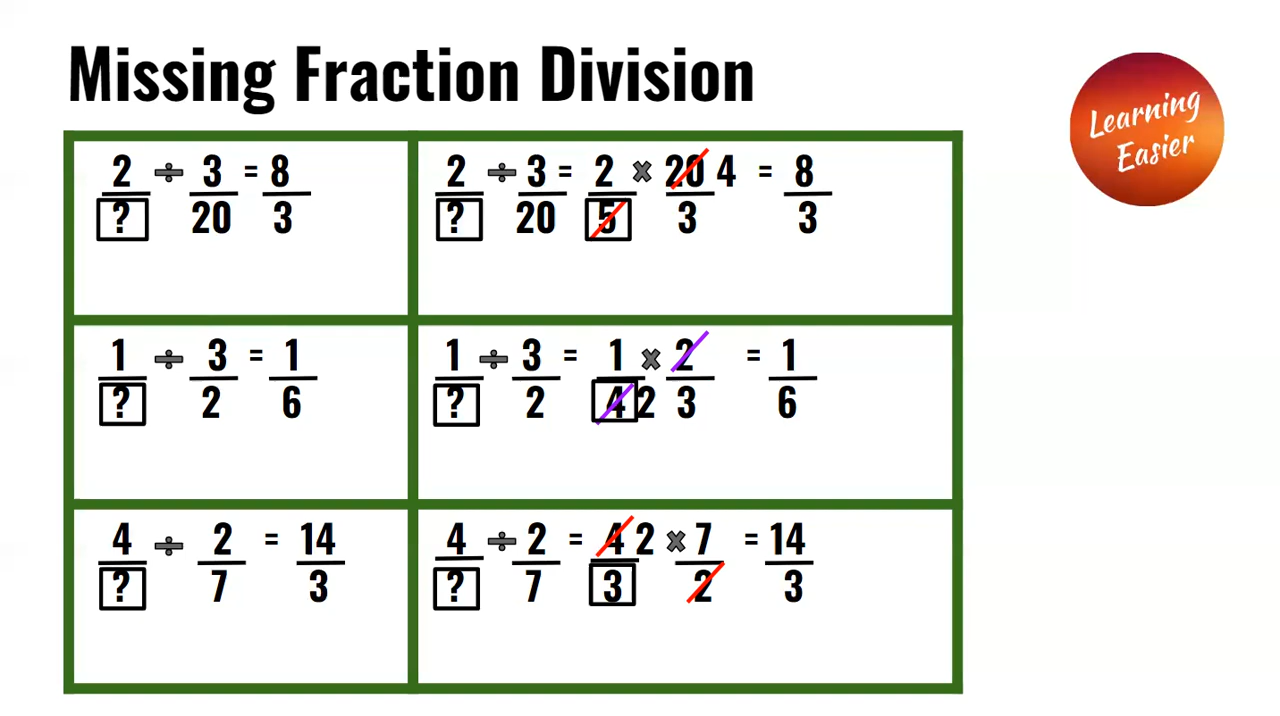 Missing Fraction Division
Learning
Easier
2 ÷ 3 = 8
? 20 3
2 ÷ 3 = 2 × 20 4 = 8
? 20 5 3 3
1 ÷ 3 = 1
? 2 6
1 ÷ 3 = 1 × 2 = 1
? 2 4 2 3 6
4 ÷ 2 = 14
? 7 3
4 ÷ 2 = 4 2 × 7 = 14
? 7 3 2 3